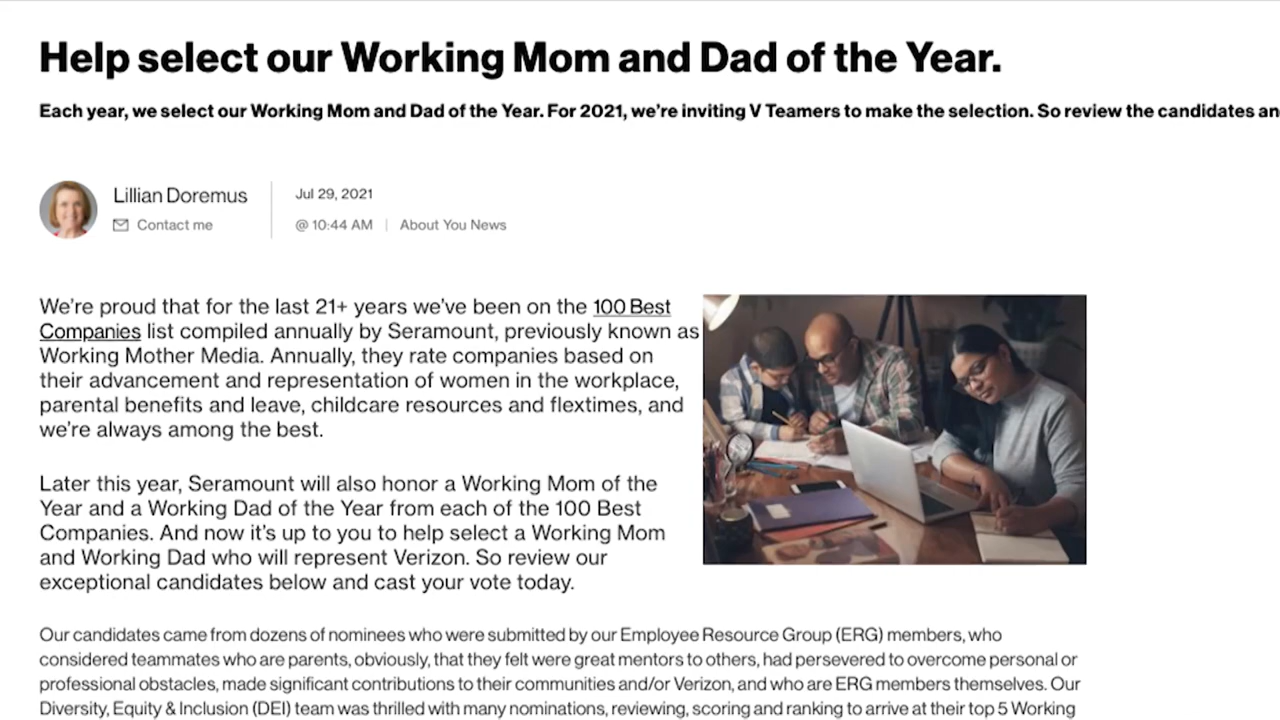 Help select our Working Mom and Dad of the Year.
Each year, we select our Working Mom and Dad of the Year. For 2021, we're inviting V Teamers to make the selection. So review the candidates an
Lillian Doremus
Jul 29, 2021
Contact me
@ 10:44 AM | About You News
We're proud that for the last 21+ years we've been on the 100 Best
Companies list compiled annually by Seramount, previously known as
Working Mother Media. Annually, they rate companies based on
their advancement and representation of women in the workplace,
parental benefits and leave, childcare resources and flextimes, and
we're always among the best.
Later this year, Seramount will also honor a Working Mom of the
Year and a Working Dad of the Year from each of the 100 Best
Companies. And now it's up to you to help select a Working Mom
and Working Dad who will represent Verizon. So review our
exceptional candidates below and cast your vote today.
Our candidates came from dozens of nominees who were submitted by our Employee Resource Group (ERG) members, who
considered teammates who are parents, obviously, that they felt were great mentors to others, had persevered to overcome personal or
professional obstacles, made significant contributions to their communities and/or Verizon, and who are ERG members themselves. Our
Diversity, Equity & Inclusion (DEI) team was thrilled with many nominations, reviewing, scoring and ranking to arrive at their top 5 Working